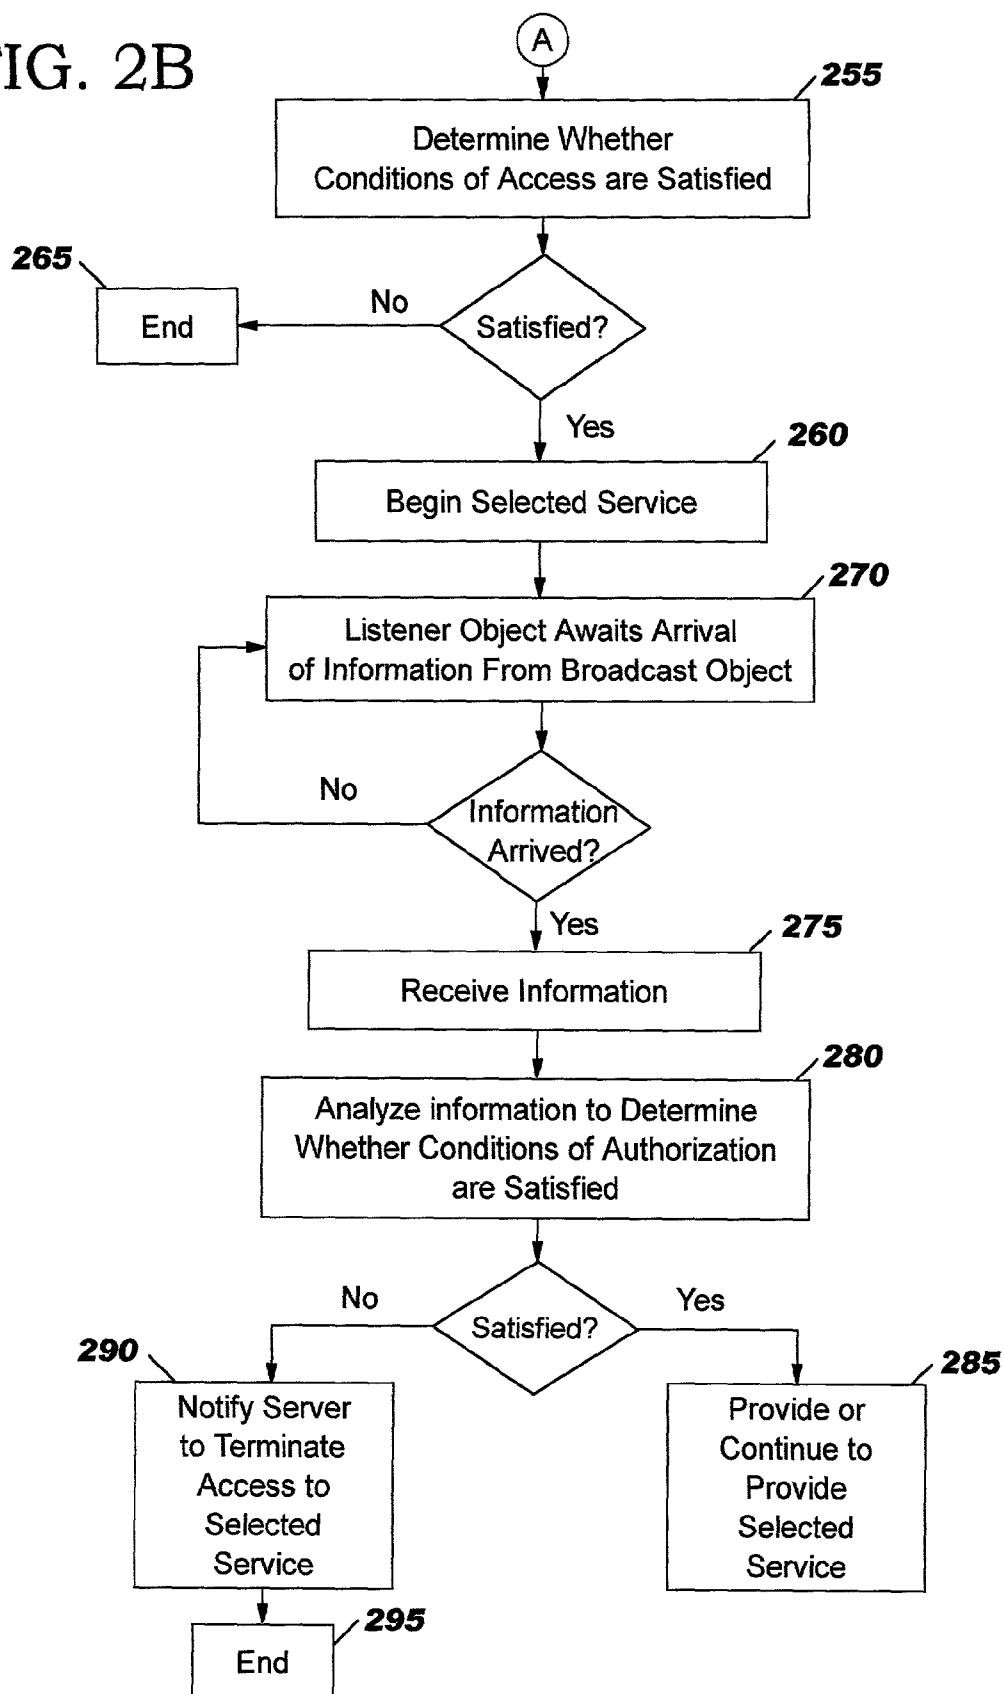 FIG. 2B
A
255
Determine Whether
Conditions of Access are Satisfied
265
End
No
Satisfied?
Yes
260
Begin Selected Service
270
Listener Object Awaits Arrival
of Information From Broadcast Object
No
Information
Arrived?
Yes
275
Receive Information
280
Analyze information to Determine
Whether Conditions of Authorization
are Satisfied
No
Satisfied?
Yes
290
Notify Server
to Terminate
Access to
Selected
Service
285
Provide or
Continue to
Provide
Selected
Service
295
End